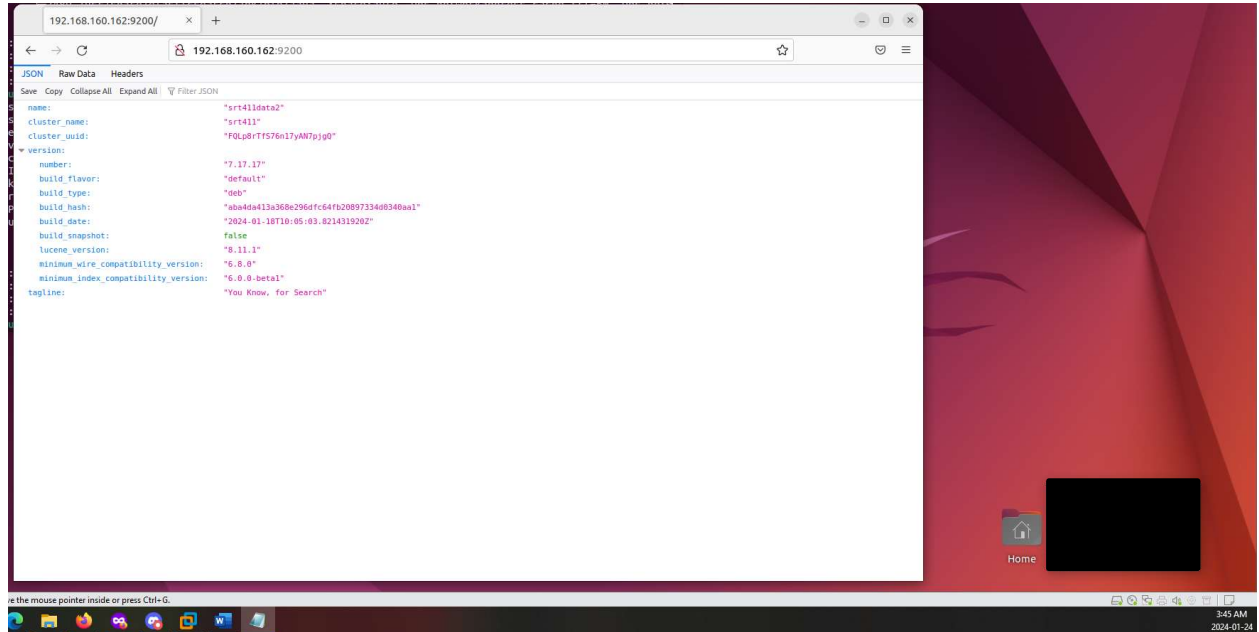 192.168.160.162:9200/
192.168.160.162:9200
JSON Raw Data Headers
Save Copy Collapse All Expand All Filter JSON
name: "srt411data2"
cluster_name: "srt411"
cluster_uuid: "FQLp8rTfS76n17yAN7pjgQ"
version:
number: "7.17.17"
build_flavor: "default"
build_type: "deb"
build_hash: "aba4da413a368e296dfc64fb20897334d0340aa1"
build_date: "2024-01-18T10:05:03.821431920Z"
build_snapshot: false
lucene_version: "8.11.1"
minimum_wire_compatibility_version: "6.8.0"
minimum_index_compatibility_version: "6.0.0-beta1"
tagline: "You Know, for Search"
Home
ve the mouse pointer inside or press Ctrl+G.
3:45 AM
2024-01-24